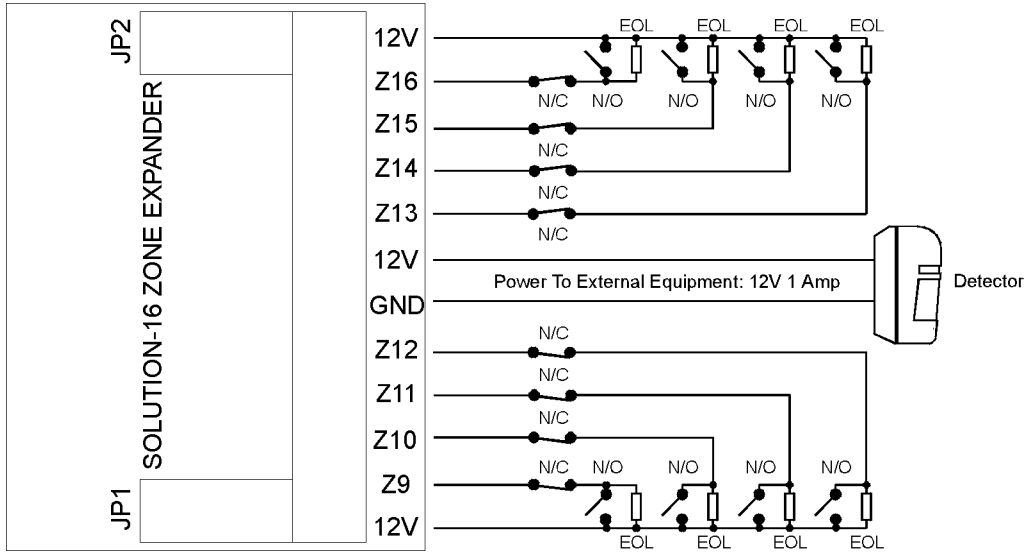 JP2
SOLUTION-16 ZONE EXPANDER
JP1
12V
Z16
Z15
Z14
Z13
12V
GND
Z12
Z11
Z10
Z9
12V
EOL EOL EOL EOL
N/C N/O N/O N/O N/O
N/C
N/C
N/C
Power To External Equipment: 12V 1 Amp
Detector
N/C
N/C
N/C
N/C N/O N/O N/O N/O
EOL EOL EOL EOL